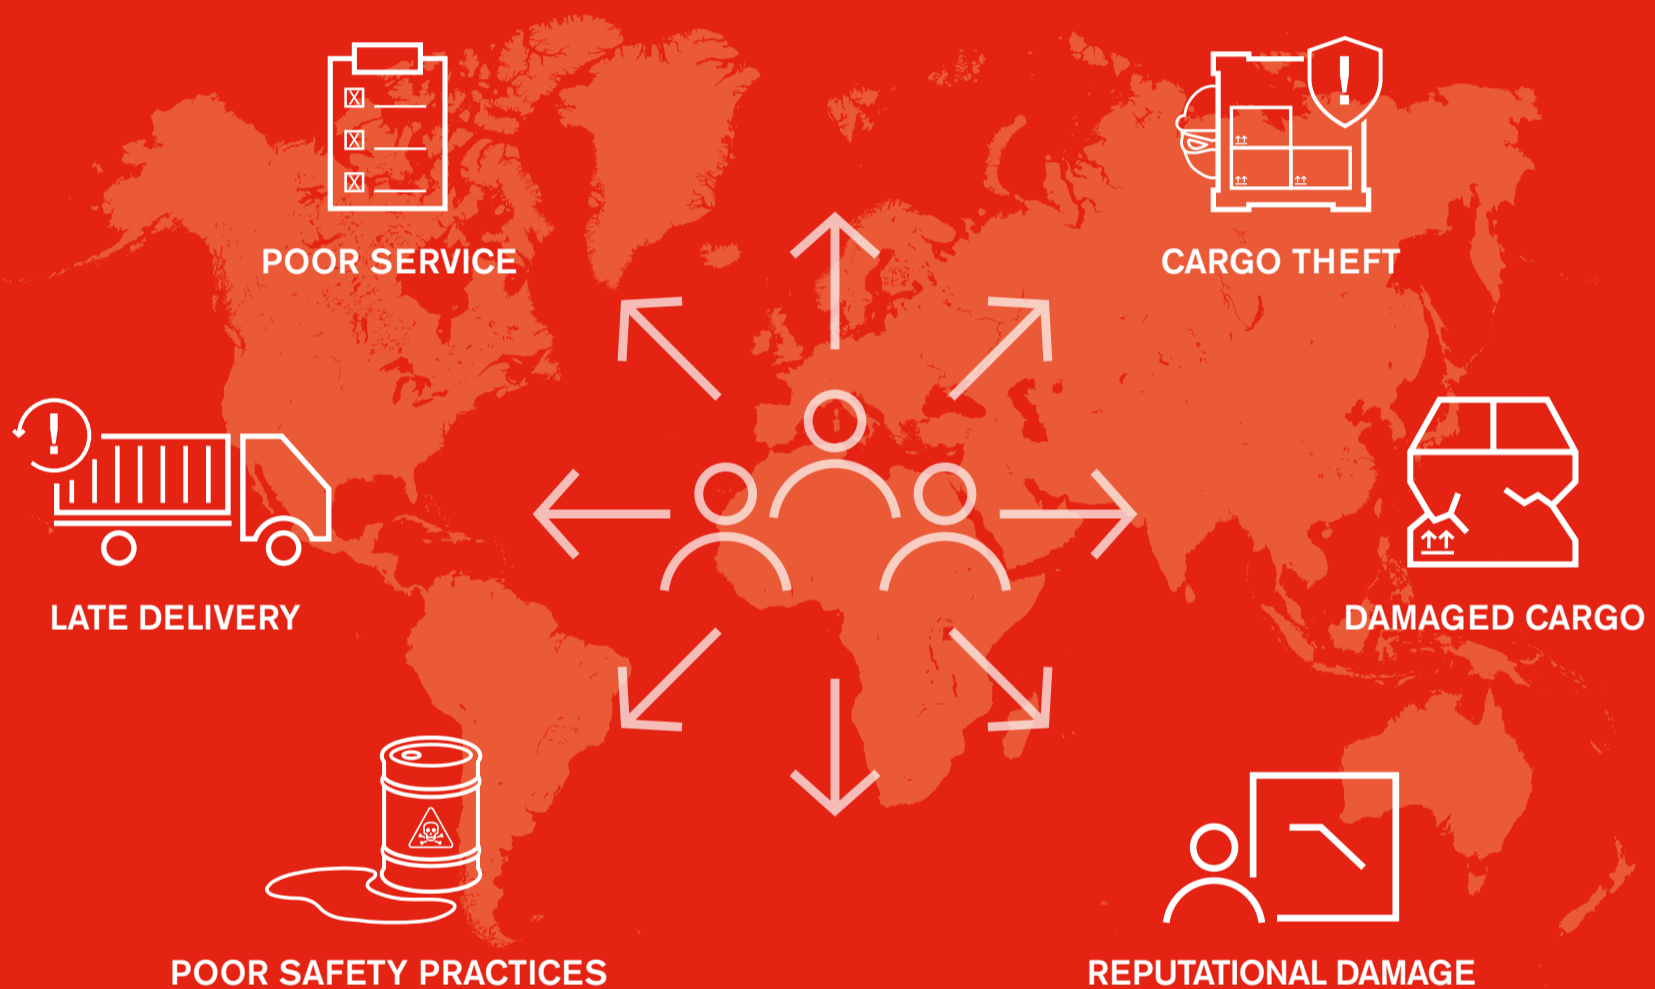 POOR SERVICE
CARGO THEFT
LATE DELIVERY
DAMAGED CARGO
POOR SAFETY PRACTICES
REPUTATIONAL DAMAGE